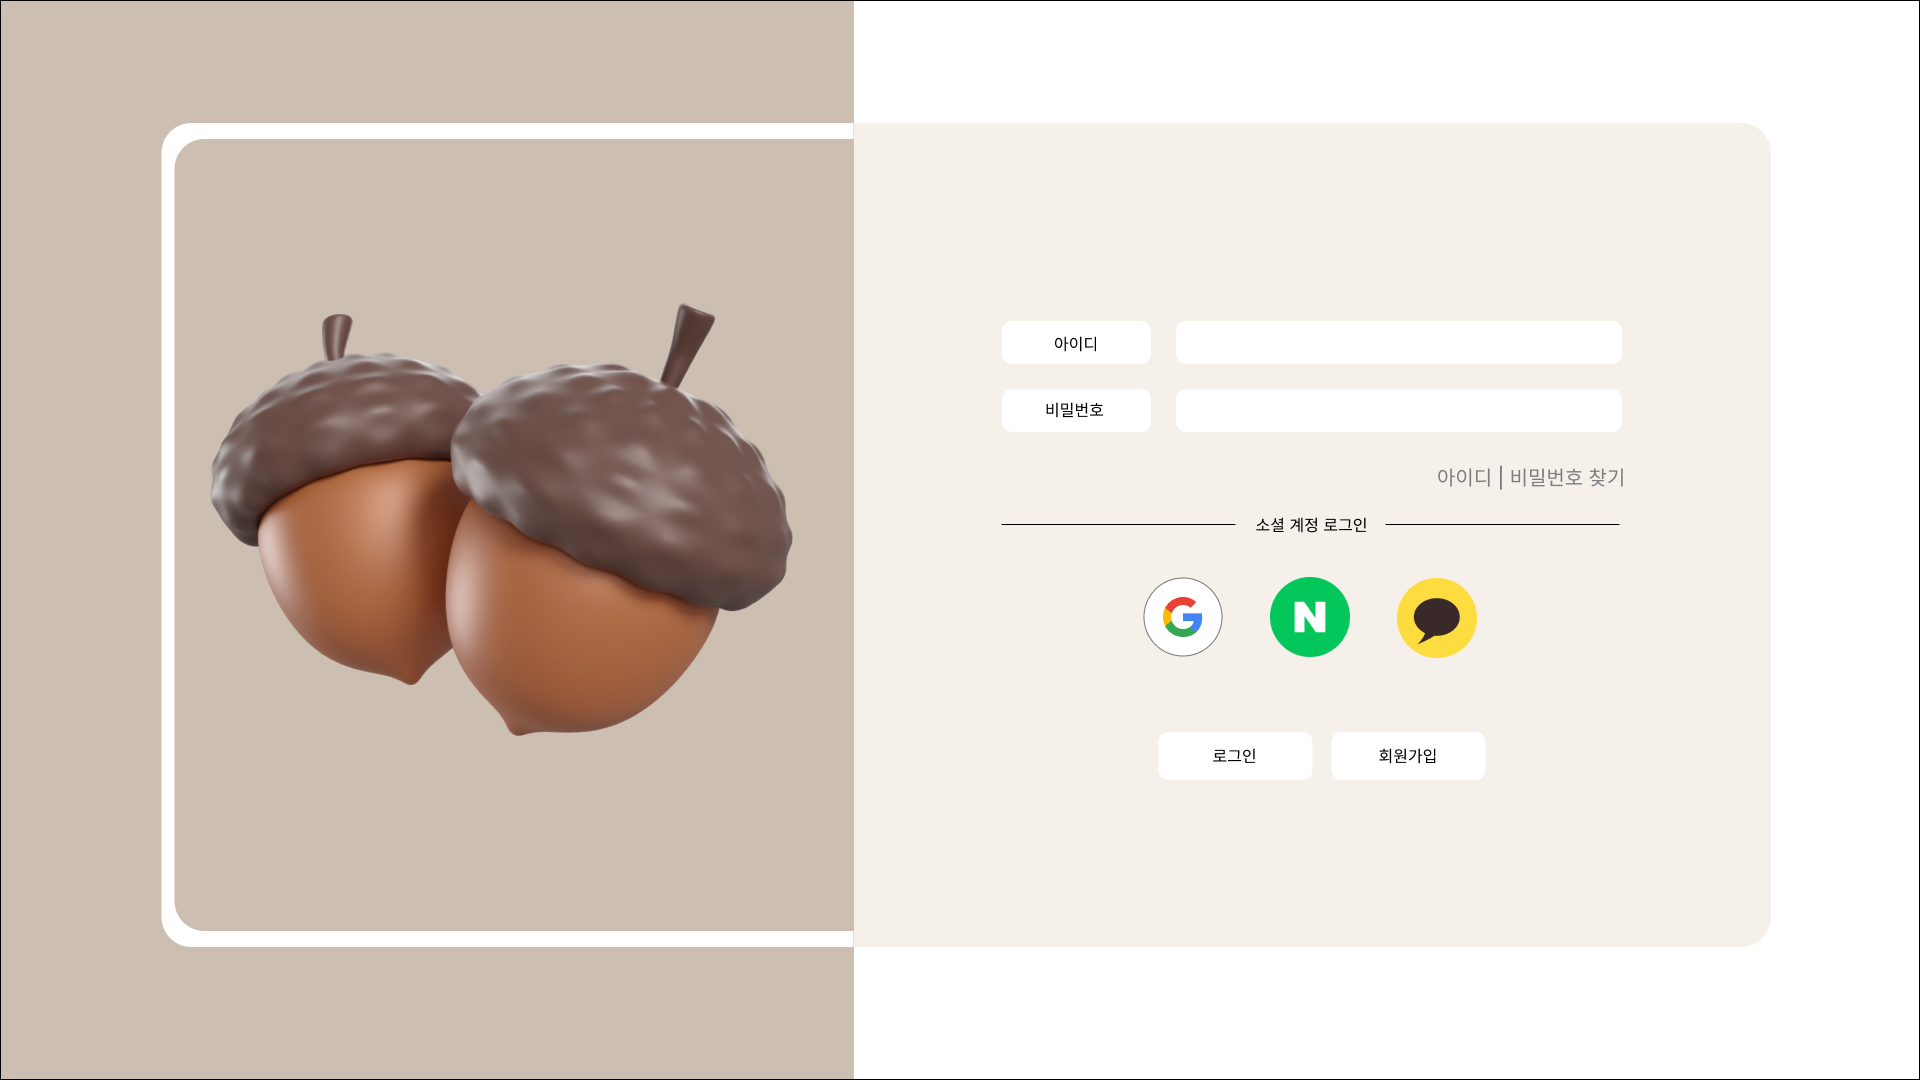 아이디
비밀번호
아이디 | 비밀번호 찾기
소셜 계정 로그인
로그인
회원가입